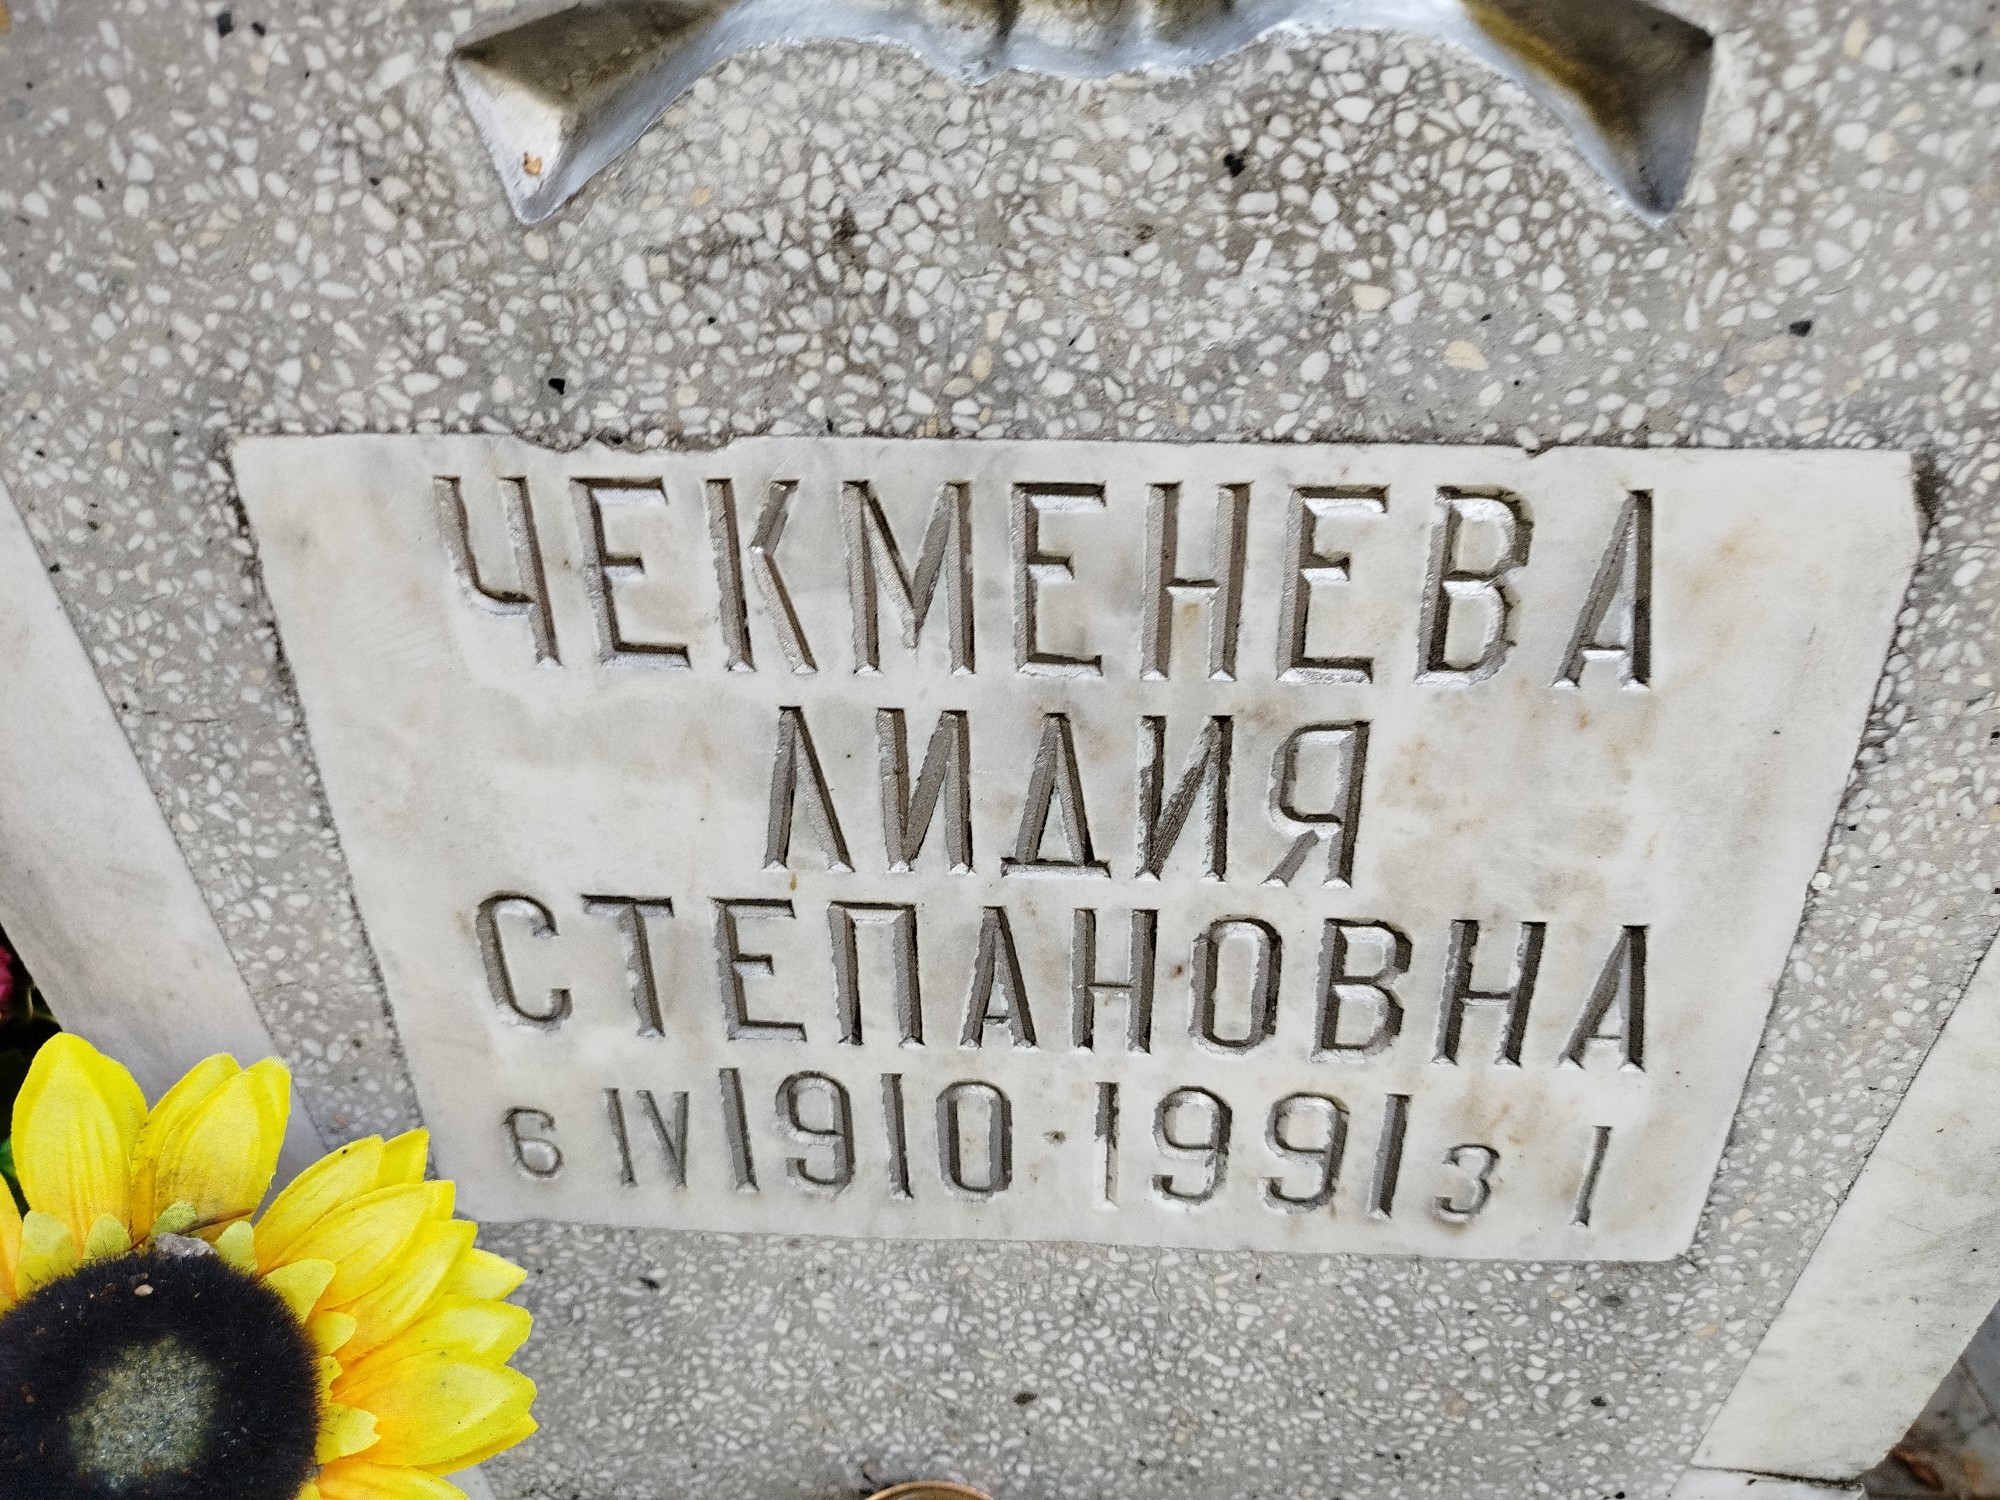 ЧЕКМЕНЕВА
ЛИДИЯ
СТЕПАНОВНА
6 IV 1910 · 1991 3 I